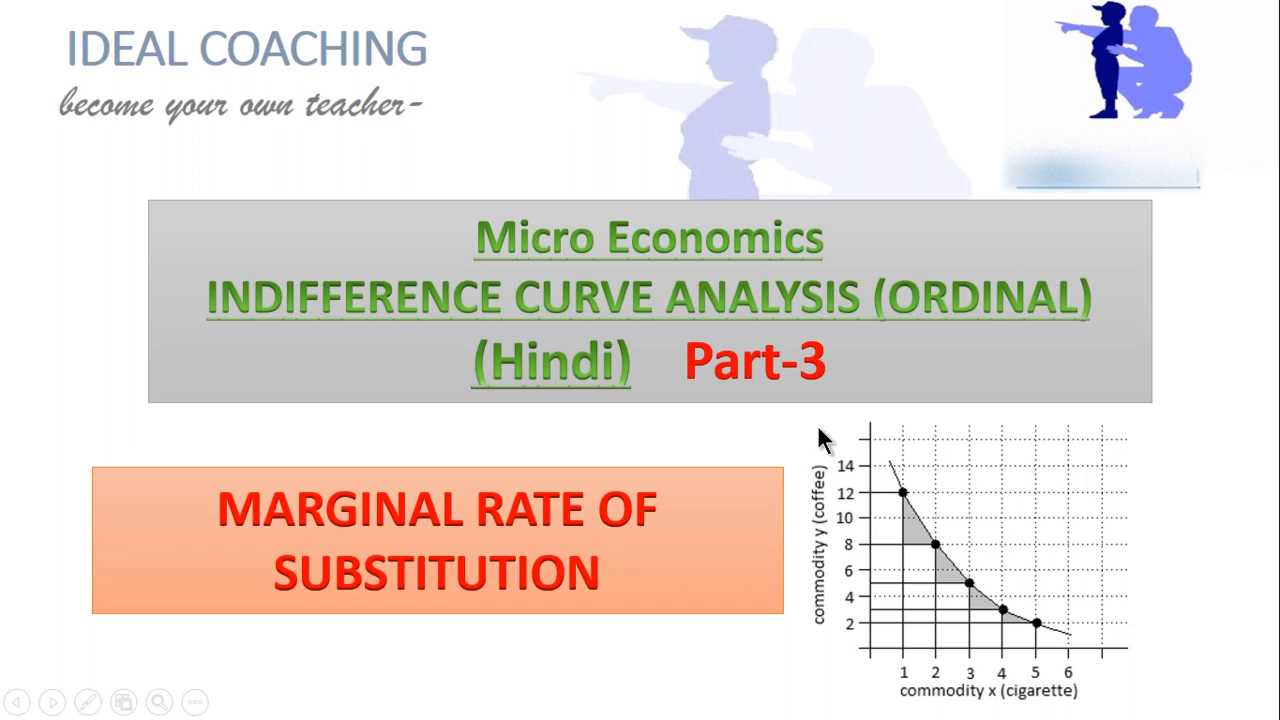 IDEAL COACHING
become your own teacher-
Micro Economics
INDIFFERENCE CURVE ANALYSIS (ORDINAL)
(Hindi) Part-3
MARGINAL RATE OF
SUBSTITUTION
commodity y (coffee)
14
12
10
8
6
4
2
1 2 3 4 5 6
commodity x (cigarette)